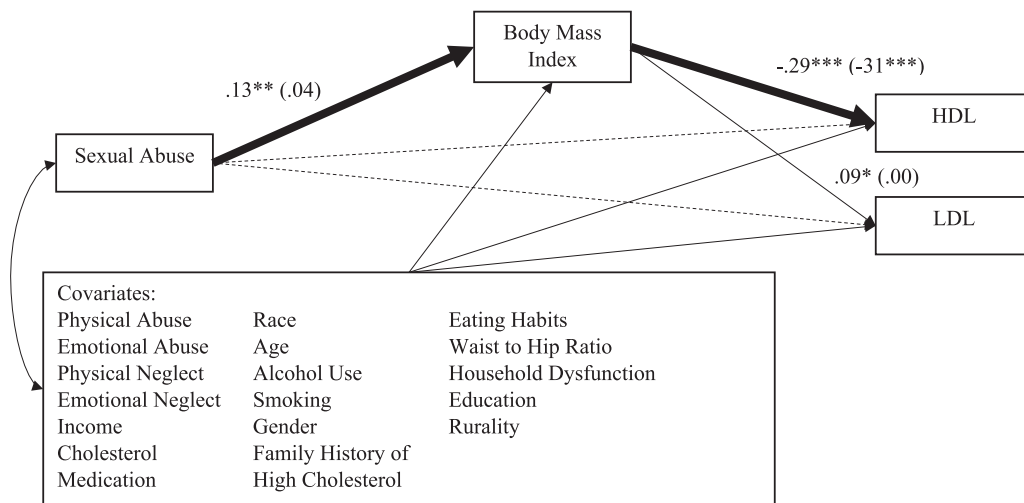 Body Mass
Index
.13** (.04)
-.29*** (-31***)
HDL
Sexual Abuse
.09* (.00)
LDL
Covariates:
Physical Abuse Race Eating Habits
Emotional Abuse Age Waist to Hip Ratio
Physical Neglect Alcohol Use Household Dysfunction
Emotional Neglect Smoking Education
Income Gender Rurality
Cholesterol Family History of
Medication High Cholesterol